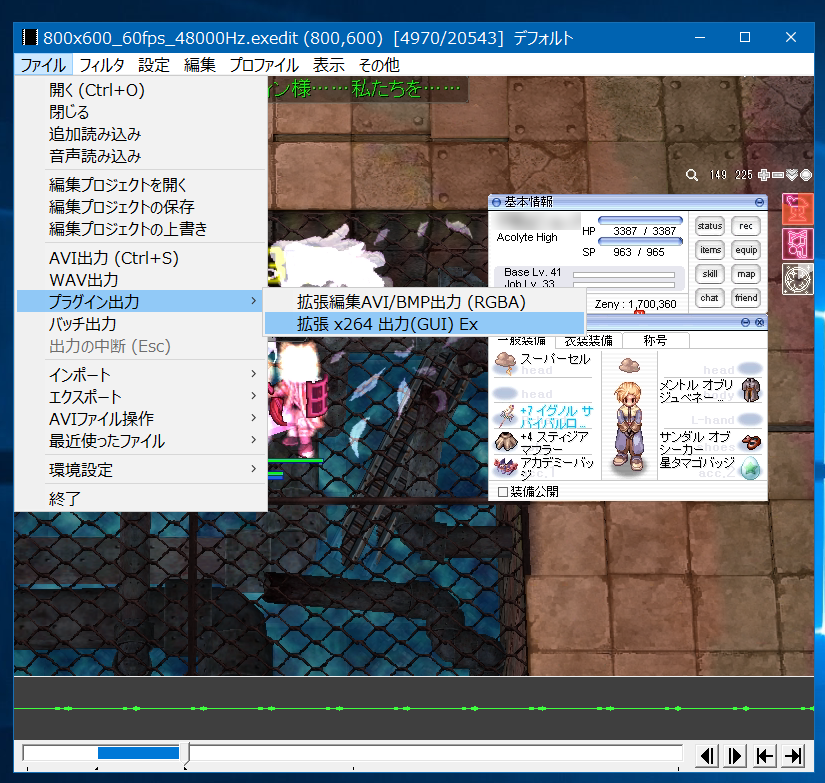 800x600_60fps_48000Hz.exedit (800,600) [4970/20543] デフォルト
ファイル フィルタ 設定 編集 プロファイル 表示 その他
ィン様……私たちを……
開く (Ctrl+O)
閉じる
追加読み込み
音声読み込み
編集プロジェクトを開く
編集プロジェクトの保存
編集プロジェクトの上書き
AVI出力 (Ctrl+S)
WAV出力
プラグイン出力
バッチ出力
出力の中断 (Esc)
インポート
エクスポート
AVIファイル操作
最近使ったファイル
環境設定
終了
拡張編集AVI/BMP出力 (RGBA)
拡張 x264 出力(GUI) Ex
149 225
基本情報
Acolyte High
HP 3387 / 3387
SP 963 / 965
Base Lv. 41
Job Lv. 33
Zeny : 1,700,360
status rec
items equip
skill map
chat friend
一般装備 衣装装備 称号
スーパーセル
head
head
+7 イグノル サバイバルロ...
+4 スティジア マフラー
アカデミーバッジ
head
メントル オブリジュベネー...
L-hand
サンダル オブ シーカー
星タマゴバッジ
acc.2
装備公開